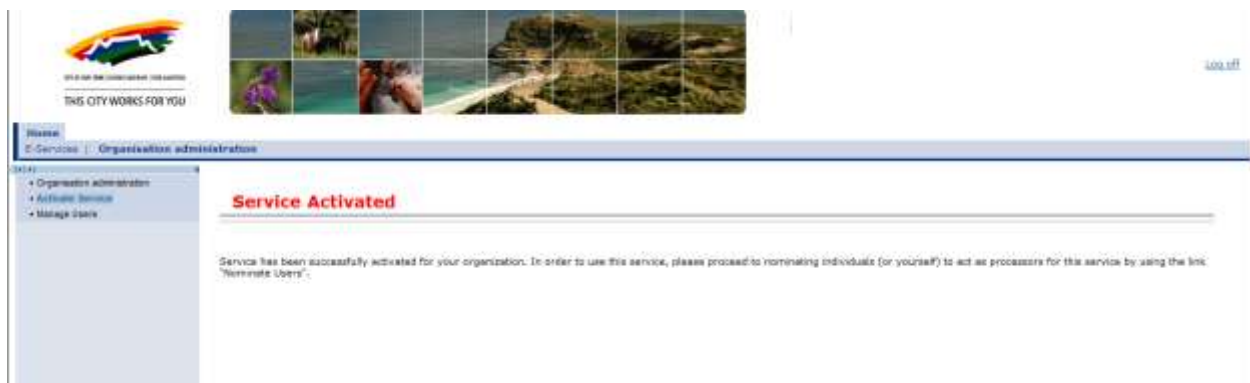 THIS CITY WORKS FOR YOU
Log off
Home
E-Services | Organisation administration
• Organisation administration
• Activate Service
• Manage Users
Service Activated
Service has been successfully activated for your organization. In order to use this service, please proceed to nominating individuals (or yourself) to act as processors for this service by using the link
"Nominate Users".